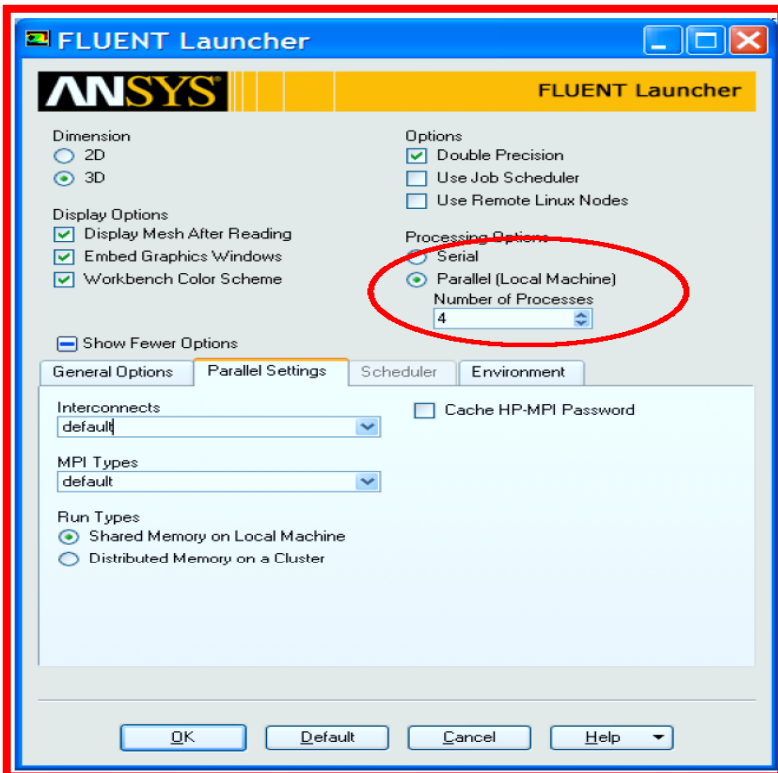 FLUENT Launcher
ANSYS
FLUENT Launcher
Dimension
2D
3D
Display Options
Display Mesh After Reading
Embed Graphics Windows
Workbench Color Scheme
Options
Double Precision
Use Job Scheduler
Use Remote Linux Nodes
Processing Options
Serial
Parallel (Local Machine)
Number of Processes
4
Show Fewer Options
General Options
Parallel Settings
Scheduler
Environment
Interconnects
default
MPI Types
default
Run Types
Shared Memory on Local Machine
Distributed Memory on a Cluster
Cache HP-MPI Password
OK
Default
Cancel
Help